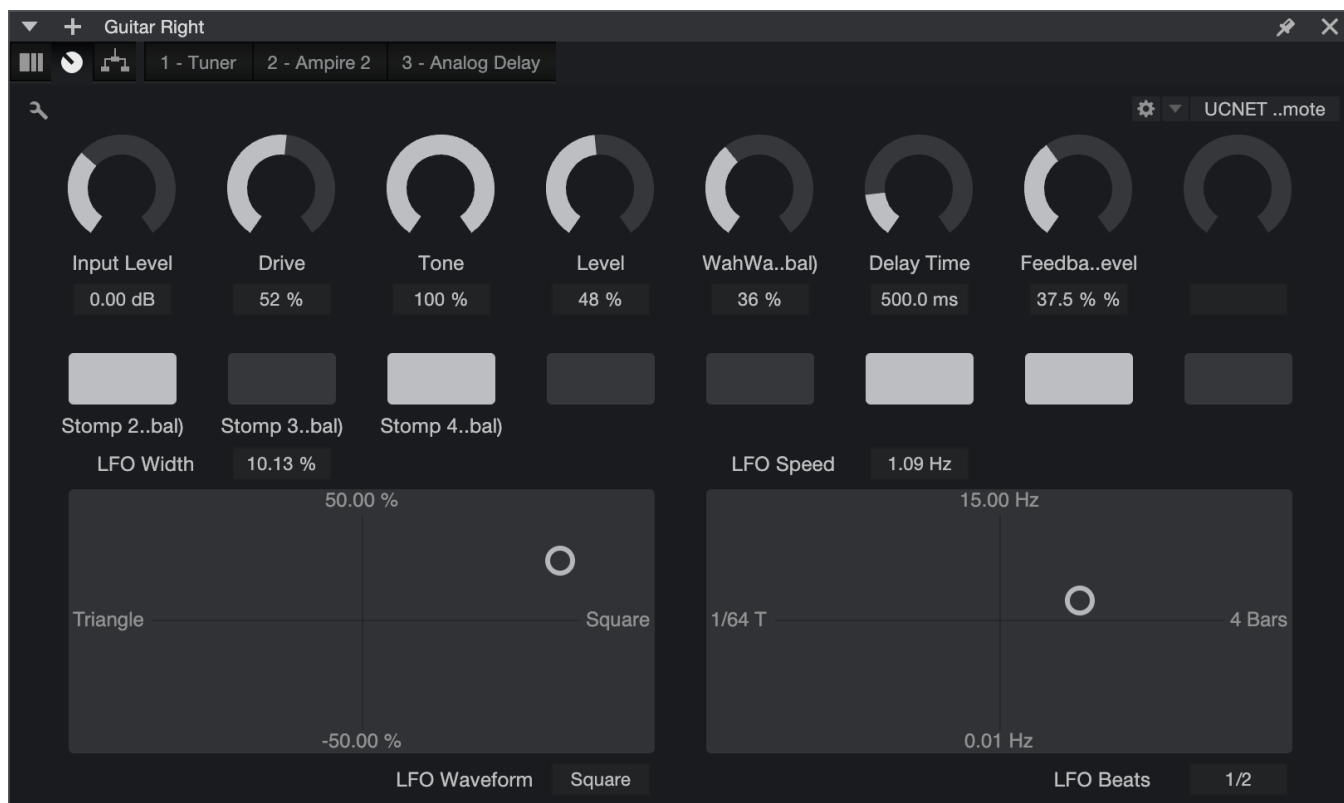 Guitar Right
1 - Tuner 2 - Ampire 2 3 - Analog Delay
UCNET ..mote
Input Level Drive Tone Level WahWa..bal) Delay Time Feedba..evel
0.00 dB 52 % 100 % 48 % 36 % 500.0 ms 37.5 % %
Stomp 2..bal) Stomp 3..bal) Stomp 4..bal)
LFO Width 10.13 % LFO Speed 1.09 Hz
50.00 % 15.00 Hz
Triangle Square 1/64 T 4 Bars
-50.00 % 0.01 Hz
LFO Waveform Square LFO Beats 1/2